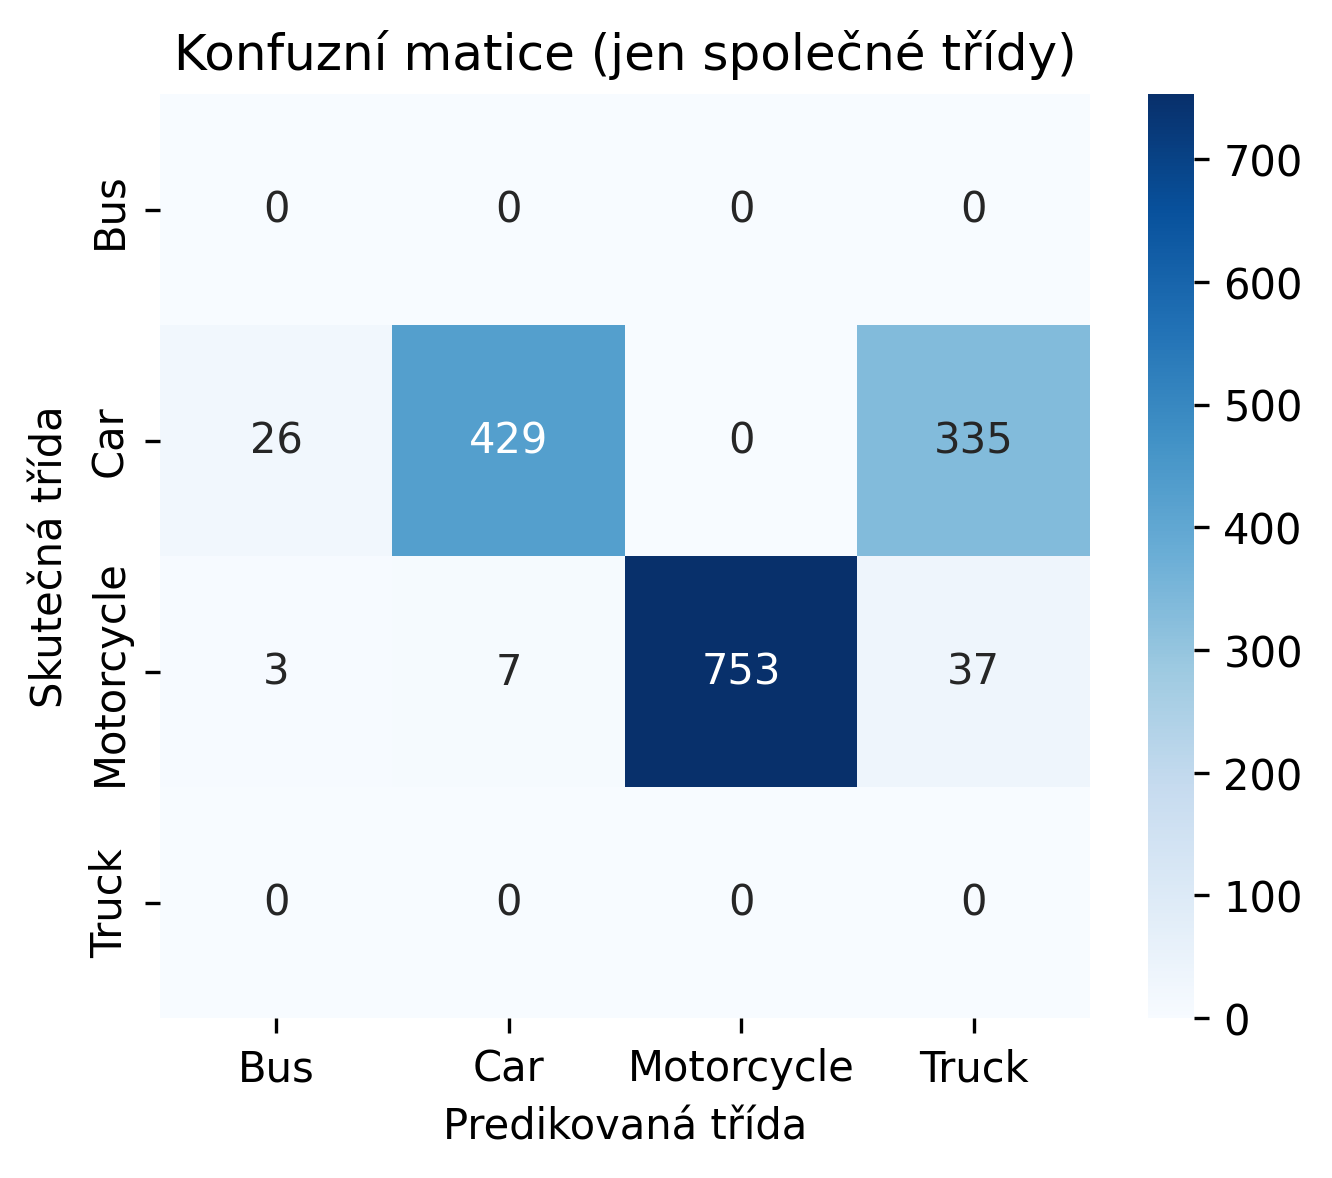 Konfuzní matice (jen společné třídy)
Skutečná třída
Bus
0 0 0 0
Car
26 429 0 335
Motorcycle
3 7 753 37
Truck
0 0 0 0
Bus Car Motorcycle Truck
Predikovaná třída
700
600
500
400
300
200
100
0